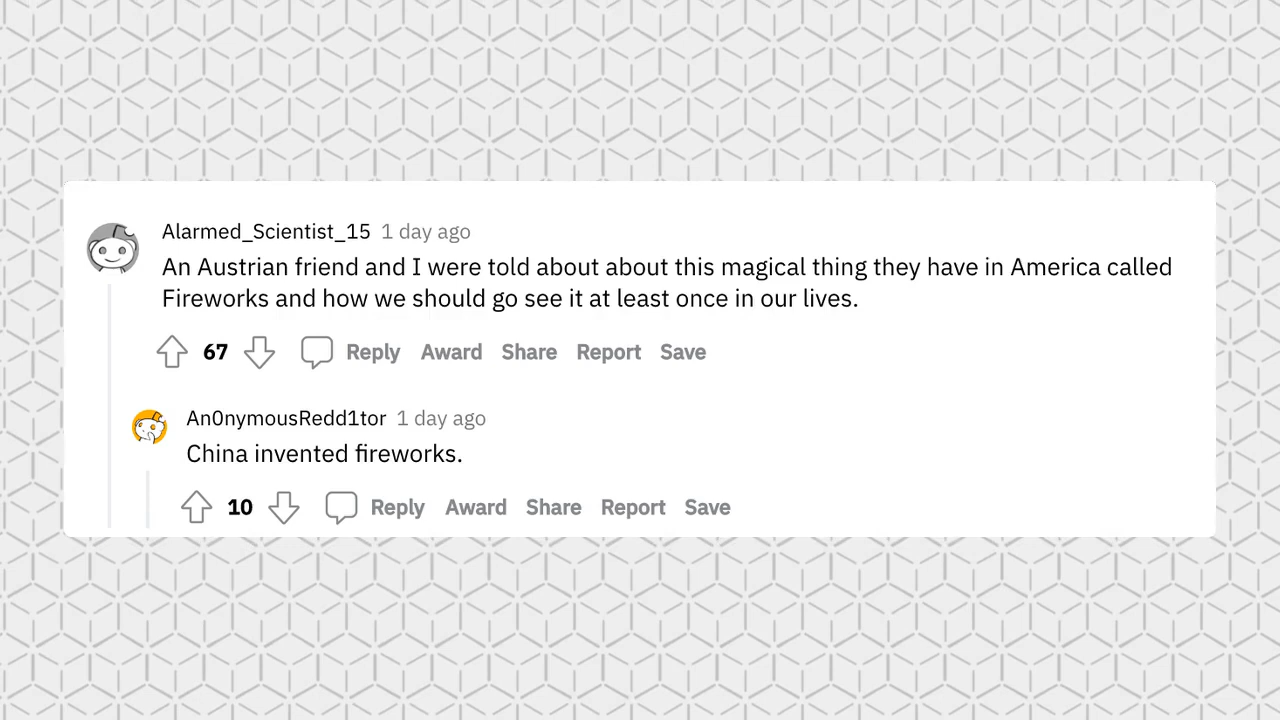 Alarmed_Scientist_15 1 day ago
An Austrian friend and I were told about about this magical thing they have in America called
Fireworks and how we should go see it at least once in our lives.
67 Reply Award Share Report Save
An0nymousRedd1tor 1 day ago
China invented fireworks.
10 Reply Award Share Report Save